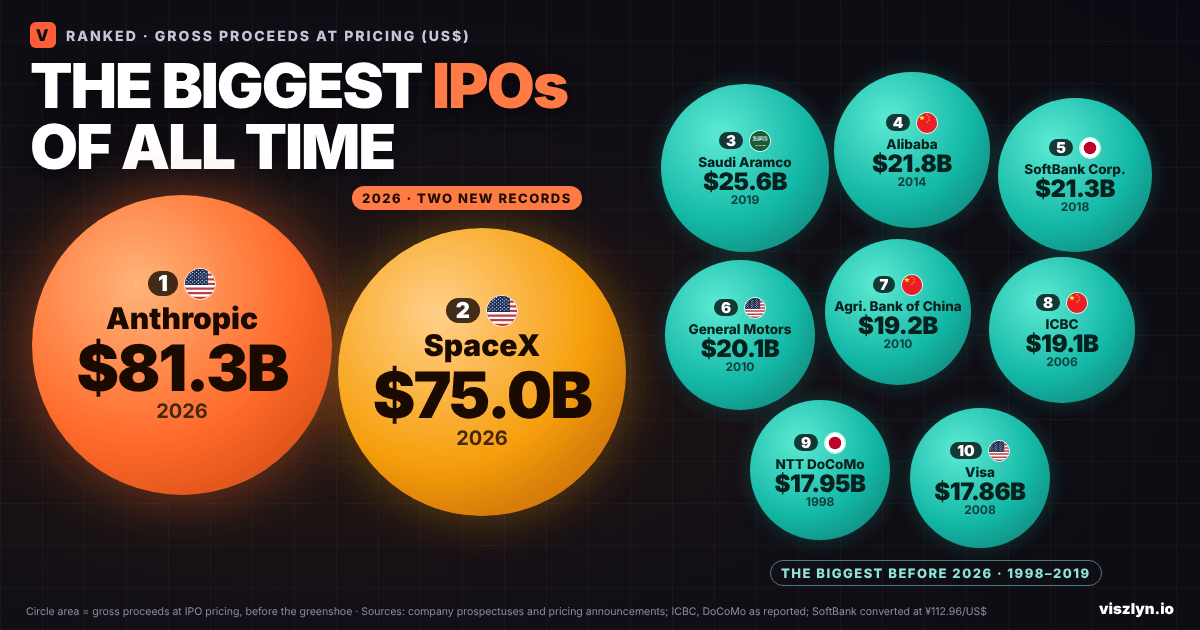 V RANKED · GROSS PROCEEDS AT PRICING (US$)
THE BIGGEST IPOs
OF ALL TIME
2026 · TWO NEW RECORDS
1
Anthropic
$81.3B
2026
2
SpaceX
$75.0B
2026
3
Saudi Aramco
$25.6B
2019
4
Alibaba
$21.8B
2014
5
SoftBank Corp.
$21.3B
2018
6
General Motors
$20.1B
2010
7
Agri. Bank of China
$19.2B
2010
8
ICBC
$19.1B
2006
9
NTT DoCoMo
$17.95B
1998
10
Visa
$17.86B
2008
THE BIGGEST BEFORE 2026 · 1998–2019
Circle area = gross proceeds at IPO pricing, before the greenshoe · Sources: company prospectuses and pricing announcements; ICBC, DoCoMo as reported; SoftBank converted at ¥112.96/US$
viszlyn.io